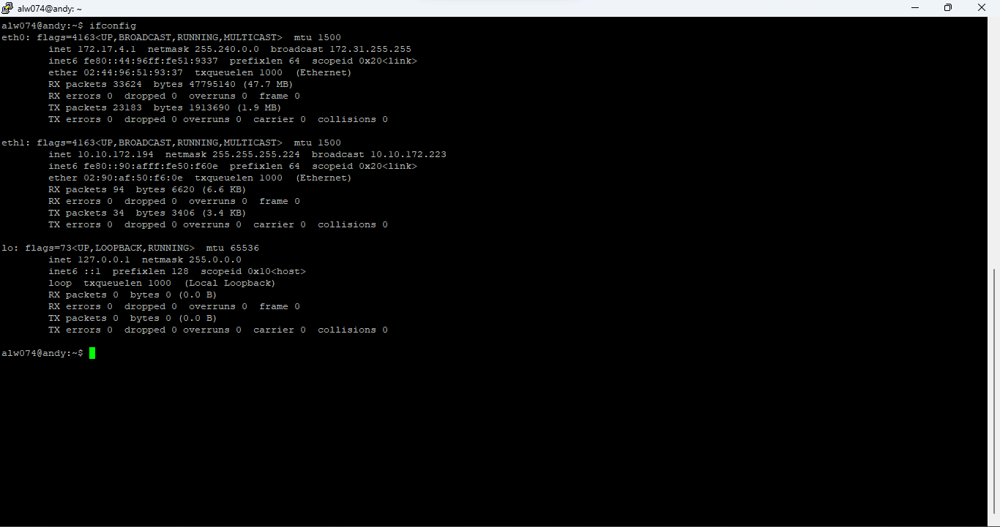 alw074@andy: ~
alw074@andy:~$ ifconfig
eth0: flags=4163<UP,BROADCAST,RUNNING,MULTICAST>  mtu 1500
        inet 172.17.4.1  netmask 255.240.0.0  broadcast 172.31.255.255
        inet6 fe80::44:96ff:fe51:9337  prefixlen 64  scopeid 0x20<link>
        ether 02:44:96:51:93:37  txqueuelen 1000  (Ethernet)
        RX packets 33624  bytes 47795140 (47.7 MB)
        RX errors 0  dropped 0  overruns 0  frame 0
        TX packets 23183  bytes 1913690 (1.9 MB)
        TX errors 0  dropped 0 overruns 0  carrier 0  collisions 0

eth1: flags=4163<UP,BROADCAST,RUNNING,MULTICAST>  mtu 1500
        inet 10.10.172.194  netmask 255.255.255.224  broadcast 10.10.172.223
        inet6 fe80::90:afff:fe50:f60e  prefixlen 64  scopeid 0x20<link>
        ether 02:90:af:50:f6:0e  txqueuelen 1000  (Ethernet)
        RX packets 94  bytes 6620 (6.6 KB)
        RX errors 0  dropped 0  overruns 0  frame 0
        TX packets 34  bytes 3406 (3.4 KB)
        TX errors 0  dropped 0 overruns 0  carrier 0  collisions 0

lo: flags=73<UP,LOOPBACK,RUNNING>  mtu 65536
        inet 127.0.0.1  netmask 255.0.0.0
        inet6 ::1  prefixlen 128  scopeid 0x10<host>
        loop  txqueuelen 1000  (Local Loopback)
        RX packets 0  bytes 0 (0.0 B)
        RX errors 0  dropped 0  overruns 0  frame 0
        TX packets 0  bytes 0 (0.0 B)
        TX errors 0  dropped 0 overruns 0  carrier 0  collisions 0

alw074@andy:~$